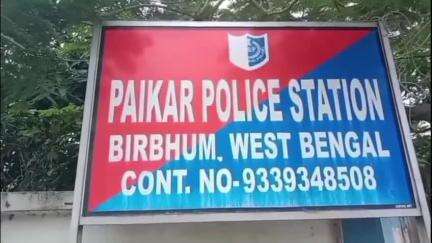 PAIKAR POLICE STATION
BIRBHUM, WEST BENGAL
CONT. NO-9339348508